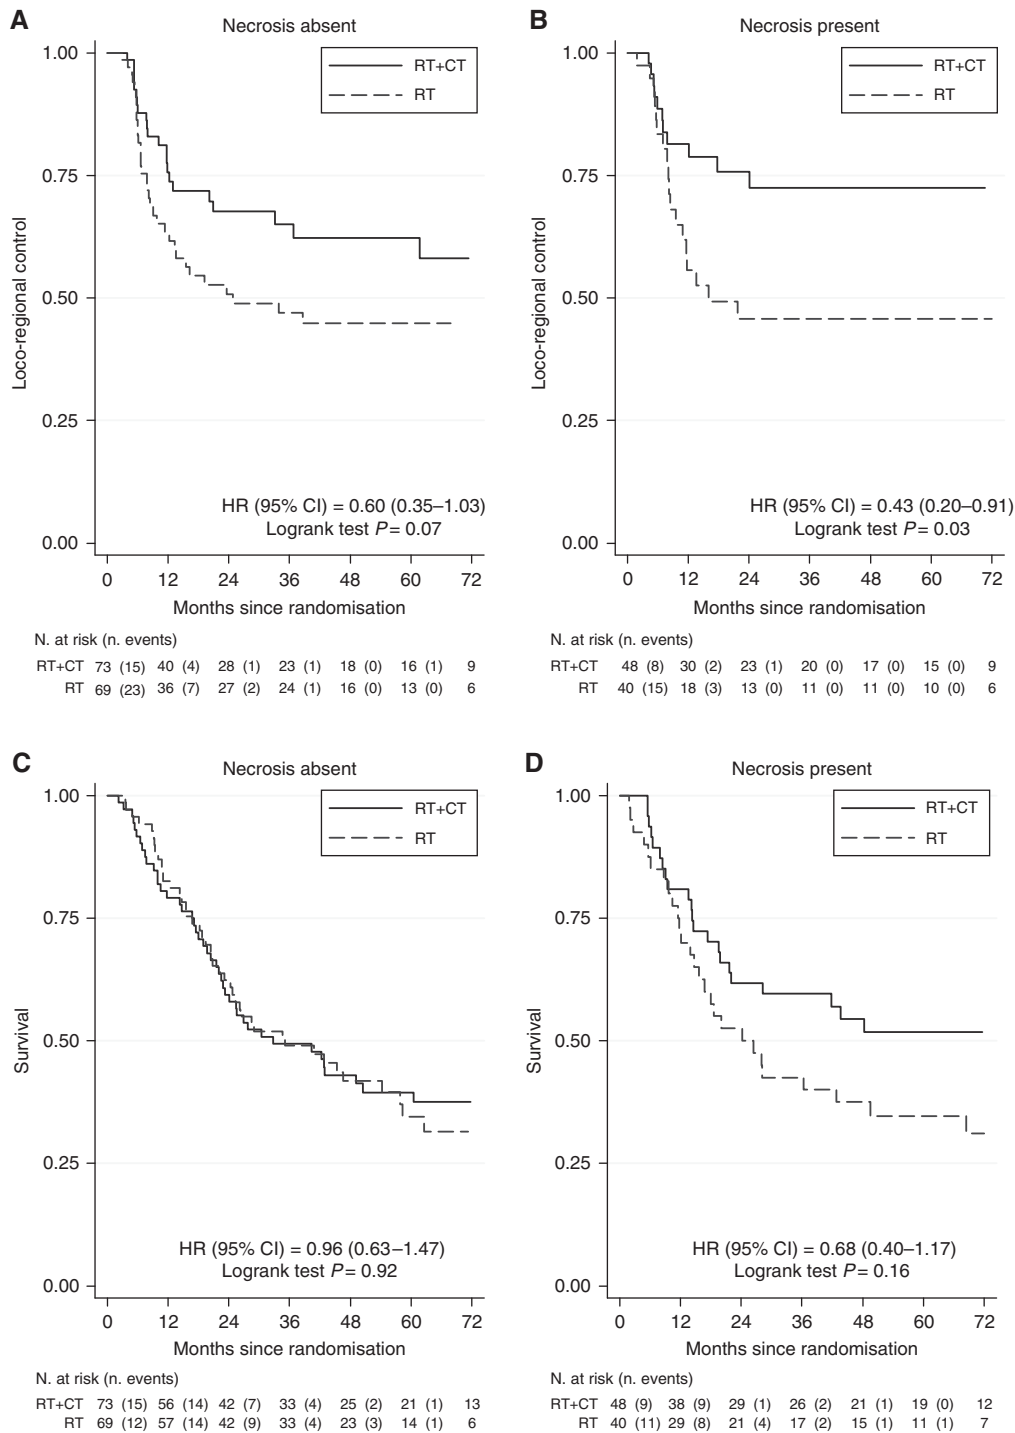 A
Necrosis absent
1.00
0.75
0.50
0.25
0.00
Loco-regional control
RT+CT
RT
HR (95% CI) = 0.60 (0.35–1.03)
Logrank test P = 0.07
0 12 24 36 48 60 72
Months since randomisation
N. at risk (n. events)
RT+CT 73 (15) 40 (4) 28 (1) 23 (1) 18 (0) 16 (1) 9
RT 69 (23) 36 (7) 27 (2) 24 (1) 16 (0) 13 (0) 6
B
Necrosis present
1.00
0.75
0.50
0.25
0.00
Loco-regional control
RT+CT
RT
HR (95% CI) = 0.43 (0.20–0.91)
Logrank test P = 0.03
0 12 24 36 48 60 72
Months since randomisation
N. at risk (n. events)
RT+CT 48 (8) 30 (2) 23 (1) 20 (0) 17 (0) 15 (0) 9
RT 40 (15) 18 (3) 13 (0) 11 (0) 11 (0) 10 (0) 6
C
Necrosis absent
1.00
0.75
0.50
0.25
0.00
Survival
RT+CT
RT
HR (95% CI) = 0.96 (0.63–1.47)
Logrank test P = 0.92
0 12 24 36 48 60 72
Months since randomisation
N. at risk (n. events)
RT+CT 73 (15) 56 (14) 42 (7) 33 (4) 25 (2) 21 (1) 13
RT 69 (12) 57 (14) 42 (9) 33 (4) 23 (3) 14 (1) 6
D
Necrosis present
1.00
0.75
0.50
0.25
0.00
Survival
RT+CT
RT
HR (95% CI) = 0.68 (0.40–1.17)
Logrank test P = 0.16
0 12 24 36 48 60 72
Months since randomisation
N. at risk (n. events)
RT+CT 48 (9) 38 (9) 29 (1) 26 (2) 21 (1) 19 (0) 12
RT 40 (11) 29 (8) 21 (4) 17 (2) 15 (1) 11 (1) 7